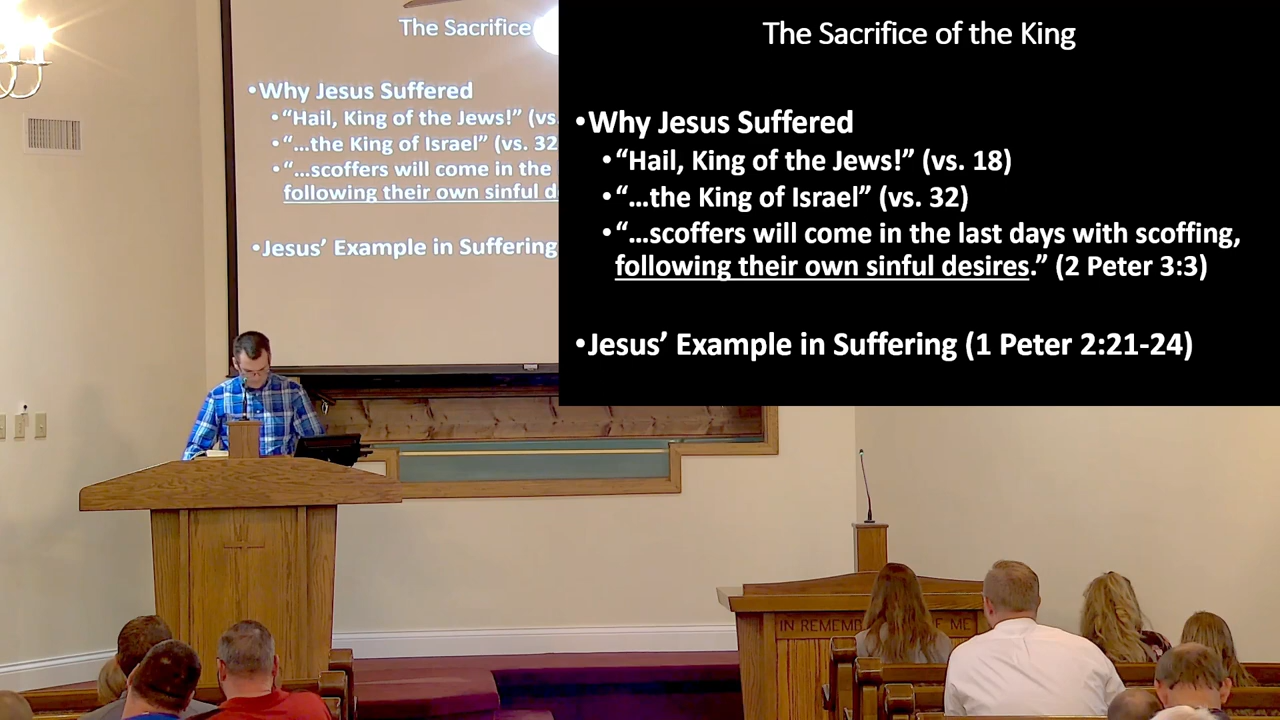 The Sacrifice
•Why Jesus Suffered
•“Hail, King of the Jews!” (vs.
•“…the King of Israel” (vs. 32
•“…scoffers will come in the
following their own sinful d
•Jesus’ Example in Suffering
The Sacrifice of the King
•Why Jesus Suffered
•“Hail, King of the Jews!” (vs. 18)
•“…the King of Israel” (vs. 32)
•“…scoffers will come in the last days with scoffing,
following their own sinful desires.” (2 Peter 3:3)
•Jesus’ Example in Suffering (1 Peter 2:21-24)
IN REMEMB E OF ME